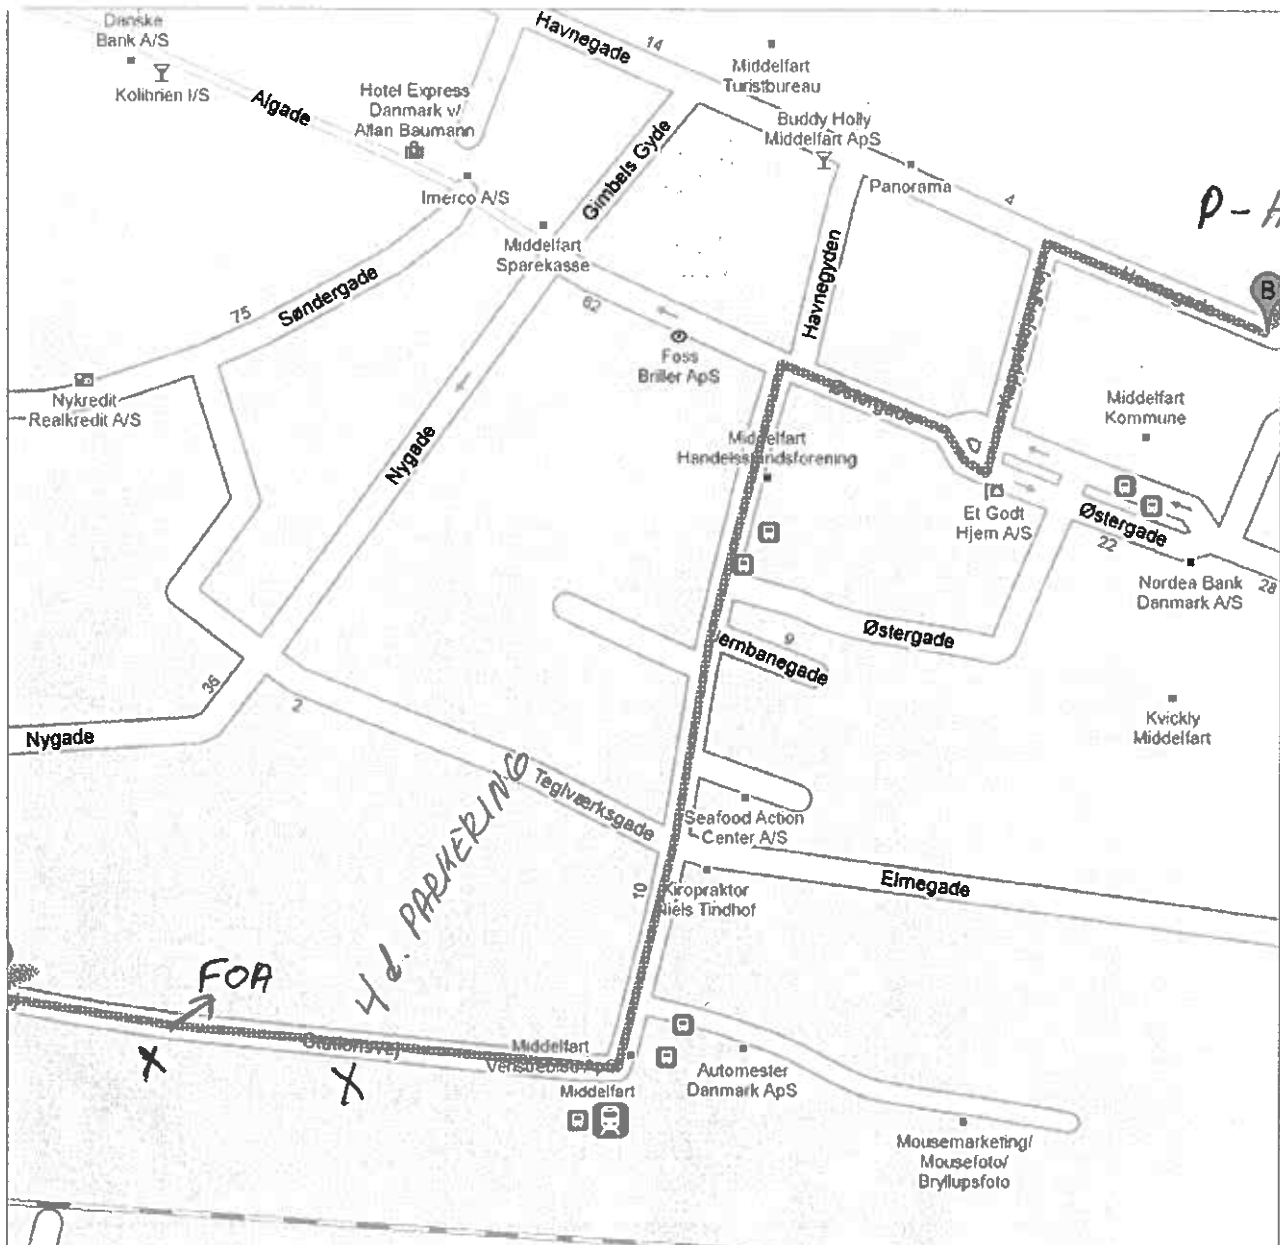 Danske
Bank A/S
Kolibrien I/S
Algade
Hotel Express
Danmark v/
Allan Baumann
Imerco A/S
Havnegade
14
Middelfart
Turistbureau
Buddy Holly
Middelfart ApS
Panorama
4
P-
Gimbels Gyde
Middelfart
Sparekasse
Havnegyden
Havnegade
B
Søndergade
75
62
Foss
Briller ApS
Nykredit
Realkredit A/S
Nygade
Østergade
Middelfart
Kommune
Middelfart
Handelsstandsforening
Et Godt
Hjem A/S
Østergade
22
Nordea Bank
Danmark A/S
28
Østergade
9
ernbanegade
36
2
Nygade
Kvickly
Middelfart
Teglværksgade
Seafood Action
Center A/S
10
Kiropraktor
Niels Tindhof
Elmegade
4 d. PARKERING
FOA
X
X
Stationsvej
Middelfart
Middelfart
Automester
Danmark ApS
Mousemarketing/
Mousefoto/
Bryllupsfoto